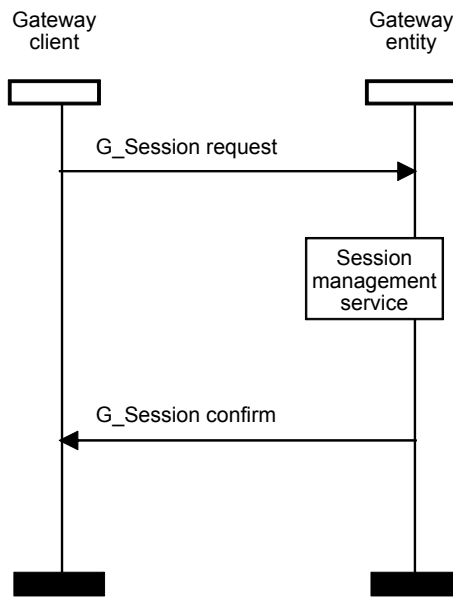 Gateway
client
Gateway
entity
G_Session request
Session
management
service
G_Session confirm